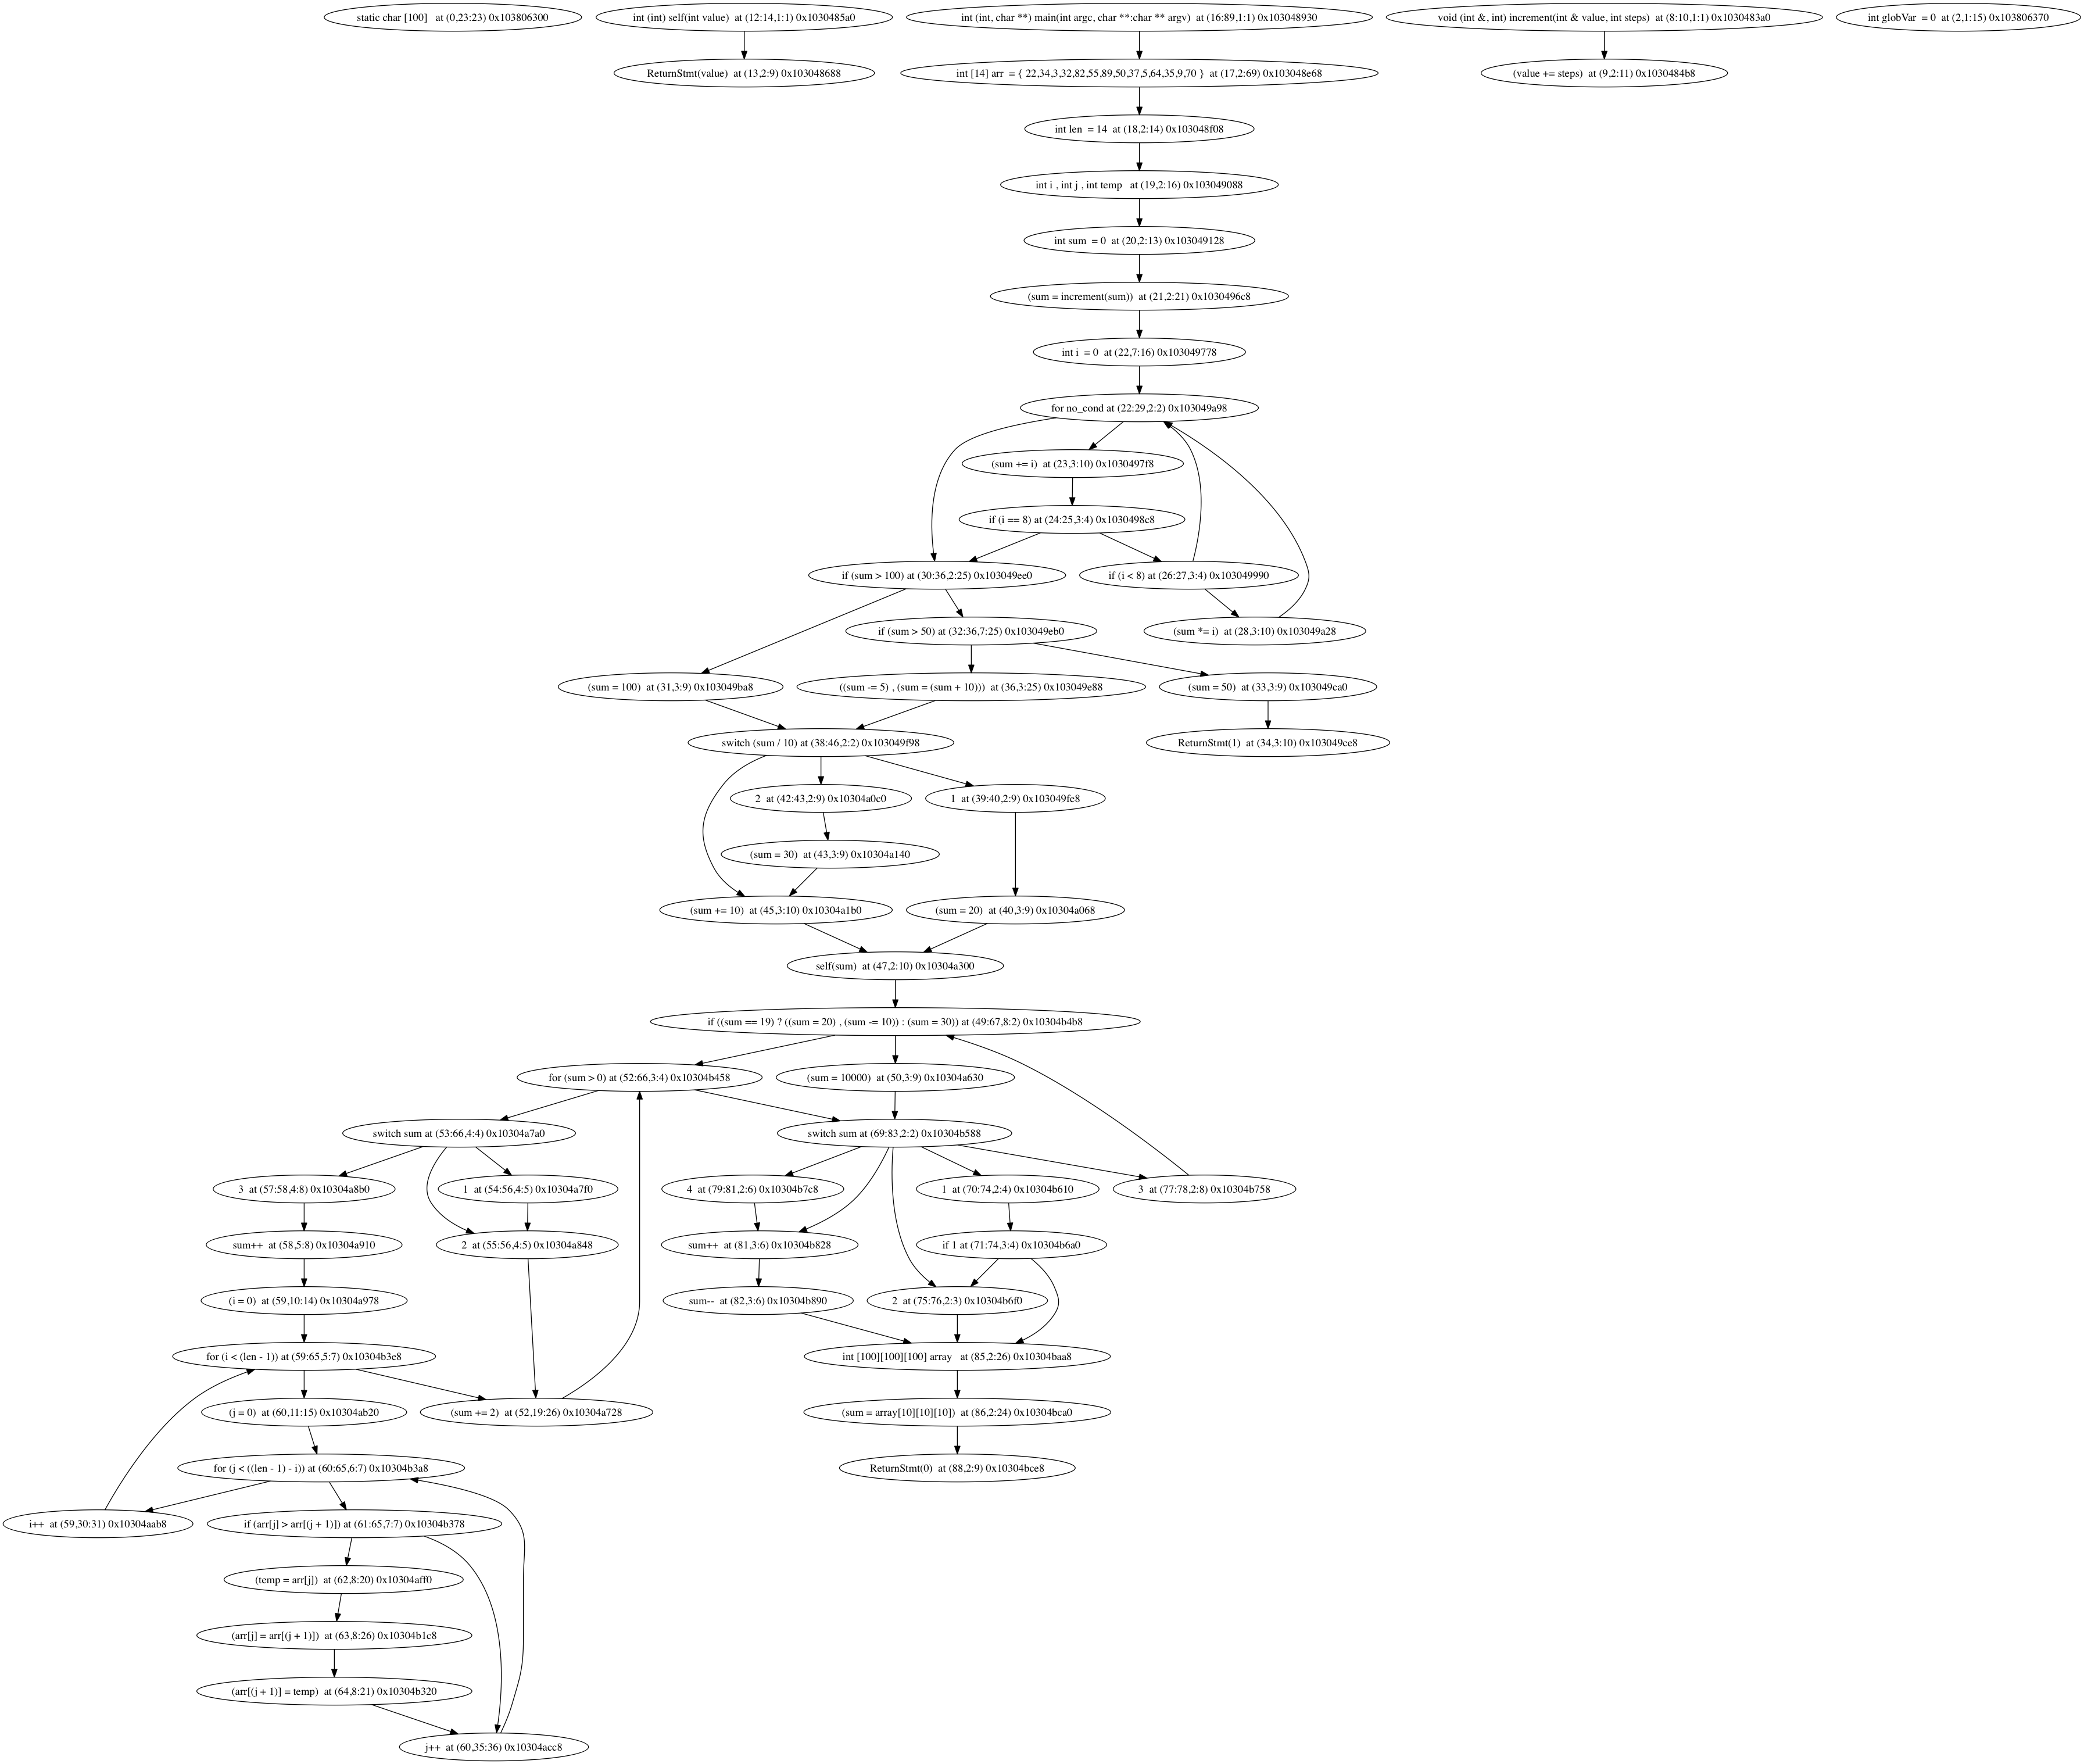 static char [100]   at (0,23:23) 0x103806300
int (int) self(int value)  at (12:14,1:1) 0x1030485a0
int (int, char **) main(int argc, char **:char ** argv)  at (16:89,1:1) 0x103048930
void (int &, int) increment(int & value, int steps)  at (8:10,1:1) 0x1030483a0
int globVar  = 0  at (2,1:15) 0x103806370
ReturnStmt(value)  at (13,2:9) 0x103048688
int [14] arr  = { 22,34,3,32,82,55,89,50,37,5,64,35,9,70 }  at (17,2:69) 0x103048e68
(value += steps)  at (9,2:11) 0x1030484b8
int len  = 14  at (18,2:14) 0x103048f08
int i , int j , int temp   at (19,2:16) 0x103049088
int sum  = 0  at (20,2:13) 0x103049128
(sum = increment(sum))  at (21,2:21) 0x1030496c8
int i  = 0  at (22,7:16) 0x103049778
for no_cond at (22:29,2:2) 0x103049a98
(sum += i)  at (23,3:10) 0x1030497f8
if (i == 8) at (24:25,3:4) 0x1030498c8
if (sum > 100) at (30:36,2:25) 0x103049ee0
if (i < 8) at (26:27,3:4) 0x103049990
if (sum > 50) at (32:36,7:25) 0x103049eb0
(sum *= i)  at (28,3:10) 0x103049a28
(sum = 100)  at (31,3:9) 0x103049ba8
((sum -= 5) , (sum = (sum + 10)))  at (36,3:25) 0x103049e88
(sum = 50)  at (33,3:9) 0x103049ca0
switch (sum / 10) at (38:46,2:2) 0x103049f98
ReturnStmt(1)  at (34,3:10) 0x103049ce8
2  at (42:43,2:9) 0x10304a0c0
1  at (39:40,2:9) 0x103049fe8
(sum = 30)  at (43,3:9) 0x10304a140
(sum += 10)  at (45,3:10) 0x10304a1b0
(sum = 20)  at (40,3:9) 0x10304a068
self(sum)  at (47,2:10) 0x10304a300
if ((sum == 19) ? ((sum = 20) , (sum -= 10)) : (sum = 30)) at (49:67,8:2) 0x10304b4b8
for (sum > 0) at (52:66,3:4) 0x10304b458
(sum = 10000)  at (50,3:9) 0x10304a630
switch sum at (53:66,4:4) 0x10304a7a0
switch sum at (69:83,2:2) 0x10304b588
3  at (57:58,4:8) 0x10304a8b0
1  at (54:56,4:5) 0x10304a7f0
4  at (79:81,2:6) 0x10304b7c8
1  at (70:74,2:4) 0x10304b610
3  at (77:78,2:8) 0x10304b758
sum++  at (58,5:8) 0x10304a910
2  at (55:56,4:5) 0x10304a848
sum++  at (81,3:6) 0x10304b828
if 1 at (71:74,3:4) 0x10304b6a0
(i = 0)  at (59,10:14) 0x10304a978
sum--  at (82,3:6) 0x10304b890
2  at (75:76,2:3) 0x10304b6f0
for (i < (len - 1)) at (59:65,5:7) 0x10304b3e8
int [100][100][100] array   at (85,2:26) 0x10304baa8
(j = 0)  at (60,11:15) 0x10304ab20
(sum += 2)  at (52,19:26) 0x10304a728
(sum = array[10][10][10])  at (86,2:24) 0x10304bca0
for (j < ((len - 1) - i)) at (60:65,6:7) 0x10304b3a8
ReturnStmt(0)  at (88,2:9) 0x10304bce8
i++  at (59,30:31) 0x10304aab8
if (arr[j] > arr[(j + 1)]) at (61:65,7:7) 0x10304b378
(temp = arr[j])  at (62,8:20) 0x10304aff0
(arr[j] = arr[(j + 1)])  at (63,8:26) 0x10304b1c8
(arr[(j + 1)] = temp)  at (64,8:21) 0x10304b320
j++  at (60,35:36) 0x10304acc8